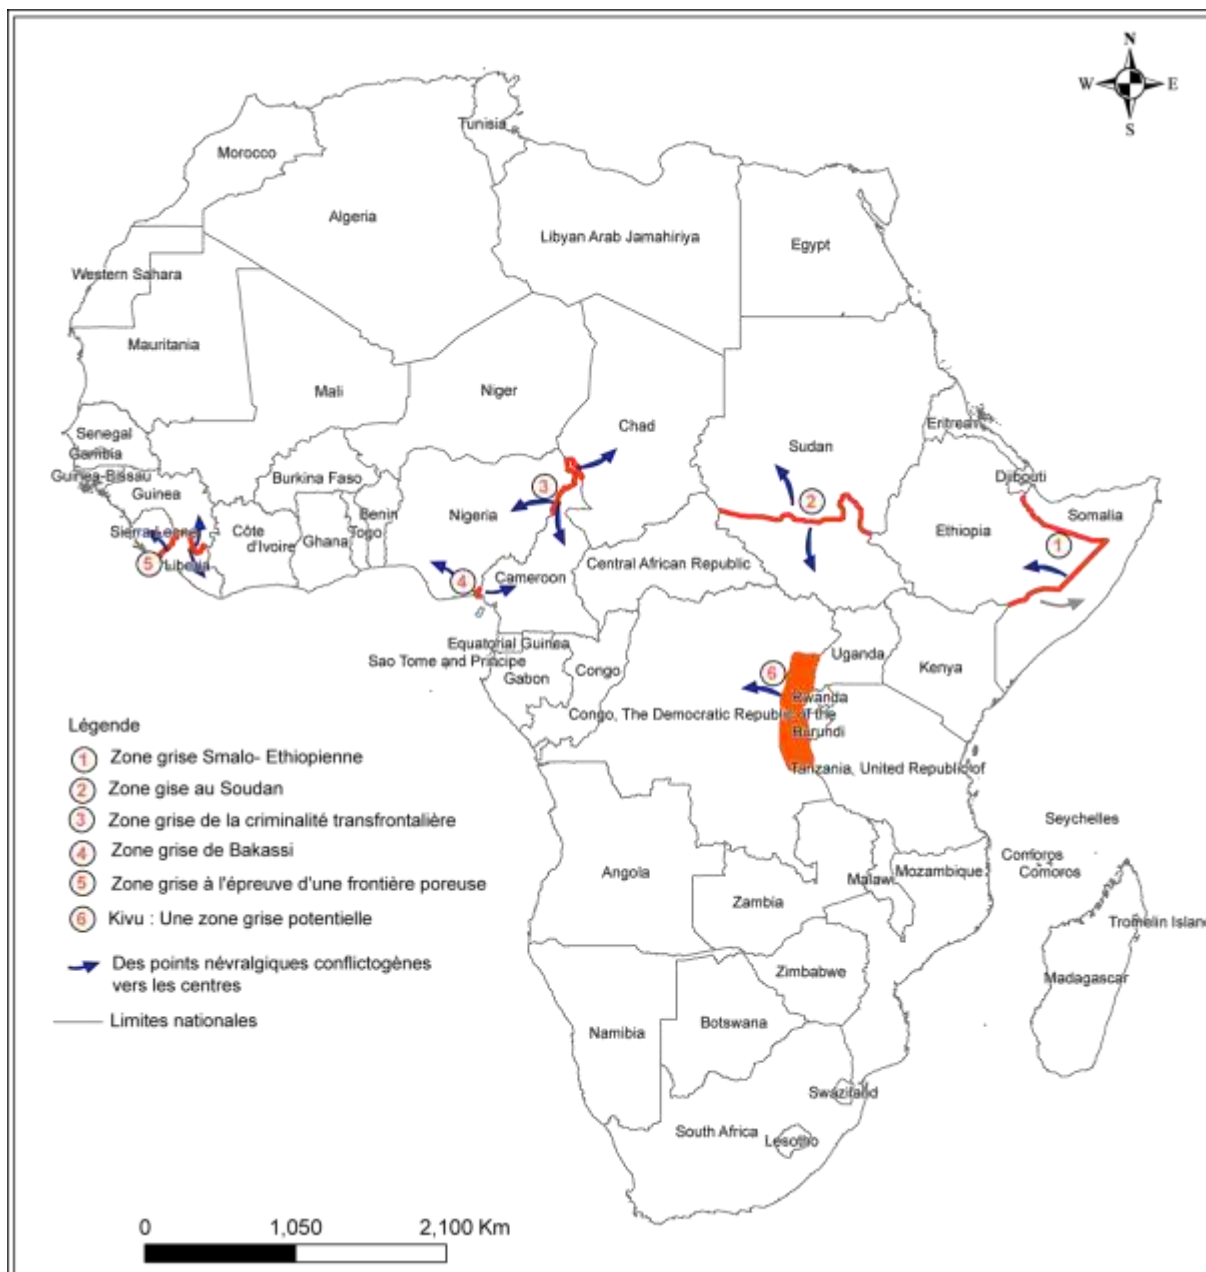 N
W E
S
Tunisia
Morocco
Algeria
Libyan Arab Jamahiriya
Egypt
Western Sahara
Mauritania
Mali
Niger
Chad
Sudan
Eritrea
Senegal
Gambia
Guinea-Bissau
Guinea
Burkina Faso
Djibouti
3
2
Nigeria
Benin
Togo
Ghana
Côte
d'Ivoire
Sierra Leone
Liberia
5
Ethiopia
Somalia
1
4
Cameroon
Central African Republic
Equatorial Guinea
Sao Tome and Principe
Gabon
Congo
Uganda
Kenya
6
Rwanda
Congo, The Democratic Republic of the
Burundi
Tanzania, United Republic of
Légende
1 Zone grise Smalo- Ethiopienne
2 Zone gise au Soudan
3 Zone grise de la criminalité transfrontalière
4 Zone grise de Bakassi
5 Zone grise à l'épreuve d'une frontière poreuse
6 Kivu : Une zone grise potentielle
Des points névralgiques conflictogènes
vers les centres
Limites nationales
Seychelles
Comoros
Comoros
Angola
Malawi
Mozambique
Zambia
Tromelin Island
Zimbabwe
Madagascar
Namibia
Botswana
Swaziland
South Africa
Lesotho
0 1,050 2,100 Km